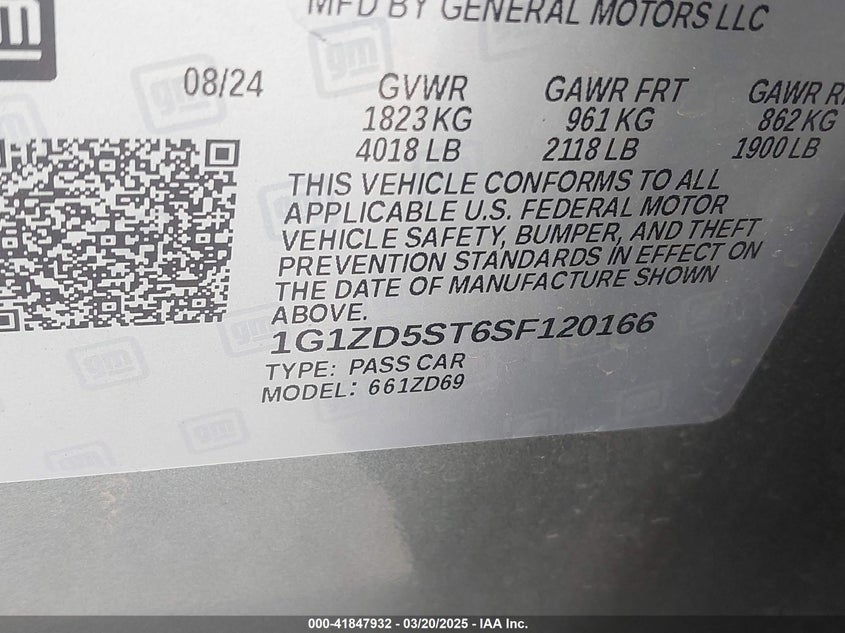 gm
MFD BY GENERAL MOTORS LLC
08/24 GVWR GAWR FRT GAWR
1823 KG 961 KG 862 KG
4018 LB 2118 LB 1900 LB
THIS VEHICLE CONFORMS TO ALL
APPLICABLE U.S. FEDERAL MOTOR
VEHICLE SAFETY, BUMPER, AND THEFT
PREVENTION STANDARDS IN EFFECT ON
THE DATE OF MANUFACTURE SHOWN
ABOVE.
1G1ZD5ST6SF120166
TYPE: PASS CAR
MODEL: 661ZD69
000-41847932 - 03/20/2025 - IAA Inc.